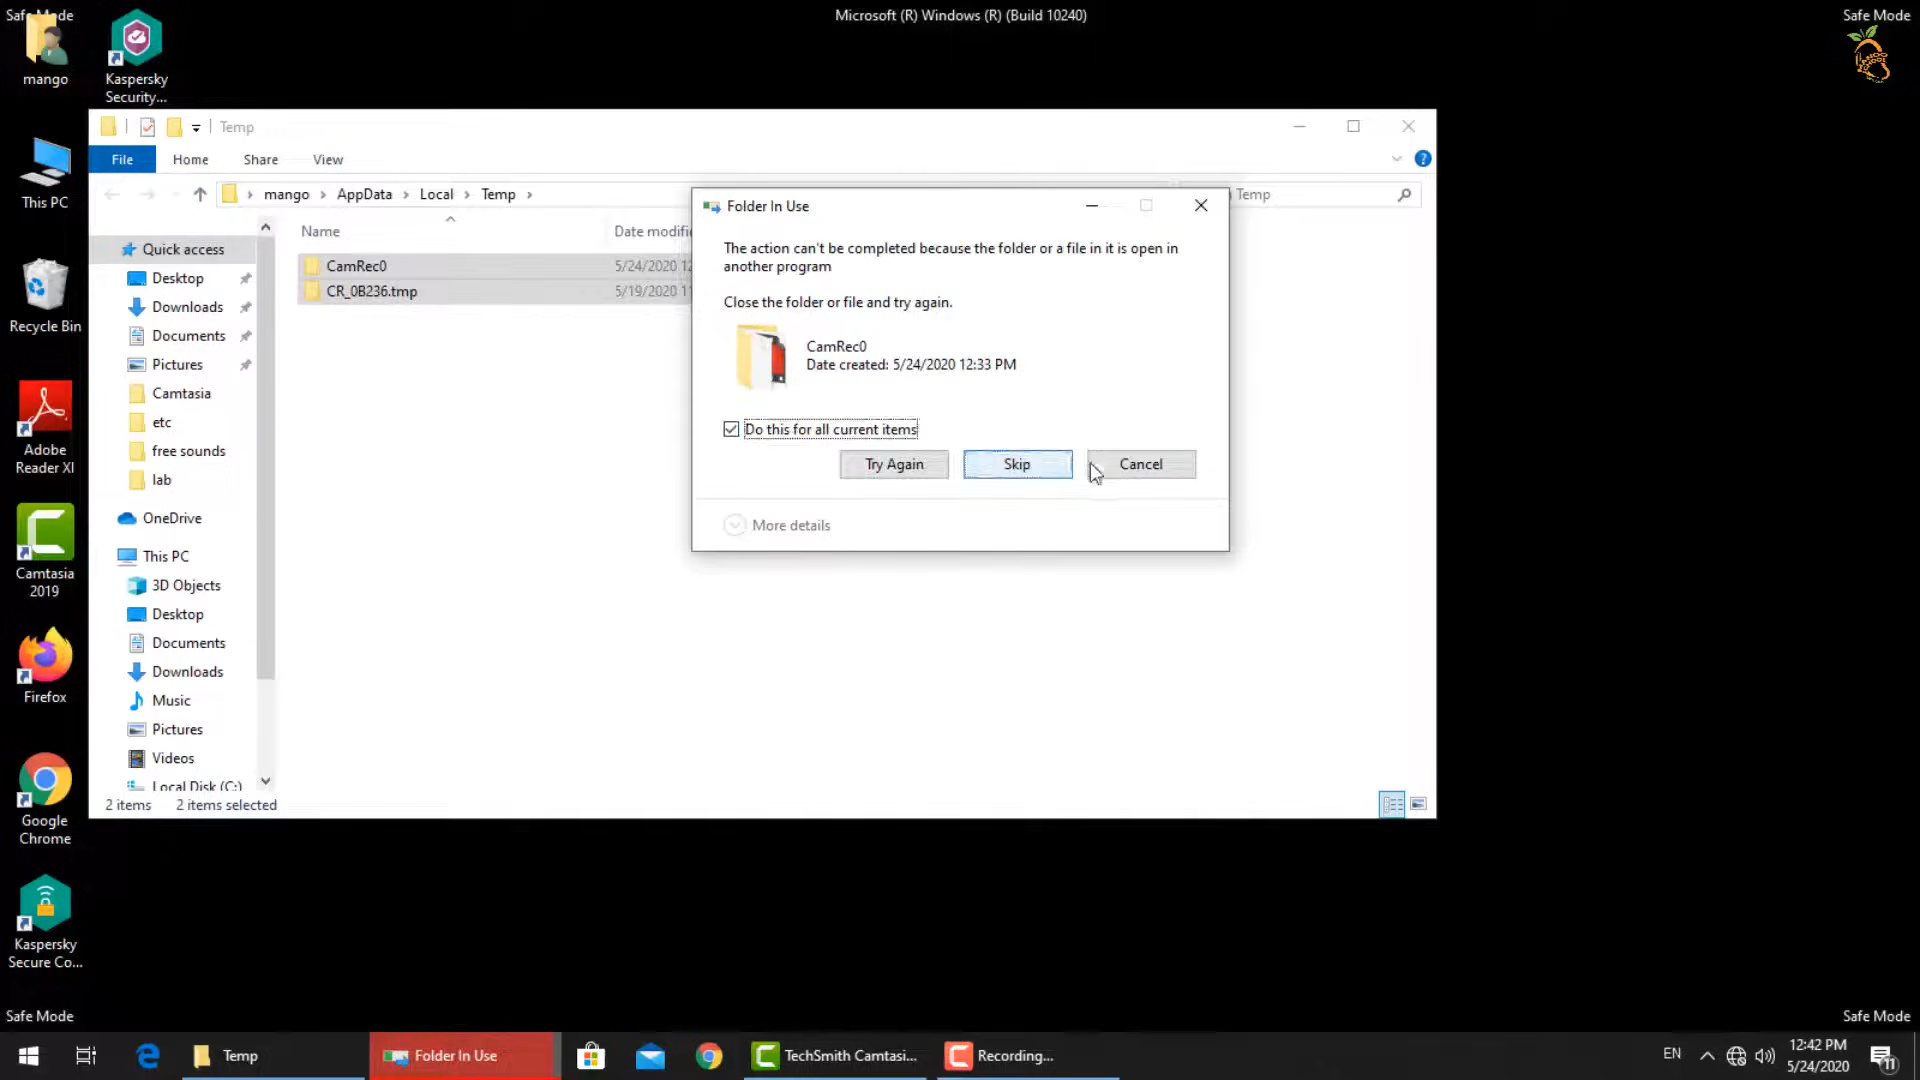 Safe Mode
Microsoft (R) Windows (R) (Build 10240)
Safe Mode
mango
Kaspersky
Security...
This PC
Recycle Bin
Adobe
Reader XI
Camtasia
2019
Firefox
Google
Chrome
Kaspersky
Secure Co...
Temp
File
Home
Share
View
mango
AppData
Local
Temp
Temp
Name
Date modifi
CamRec0
5/24/2020 12
CR_0B236.tmp
5/19/2020 1
Quick access
Desktop
Downloads
Documents
Pictures
Camtasia
etc
free sounds
lab
OneDrive
This PC
3D Objects
Desktop
Documents
Downloads
Music
Pictures
Videos
Local Disk (C:)
2 items
2 items selected
Folder In Use
The action can't be completed because the folder or a file in it is open in
another program
Close the folder or file and try again.
CamRec0
Date created: 5/24/2020 12:33 PM
Do this for all current items
Try Again
Skip
Cancel
More details
Safe Mode
Safe Mode
Temp
Folder In Use
TechSmith Camtasi...
Recording...
EN
12:42 PM
5/24/2020
11